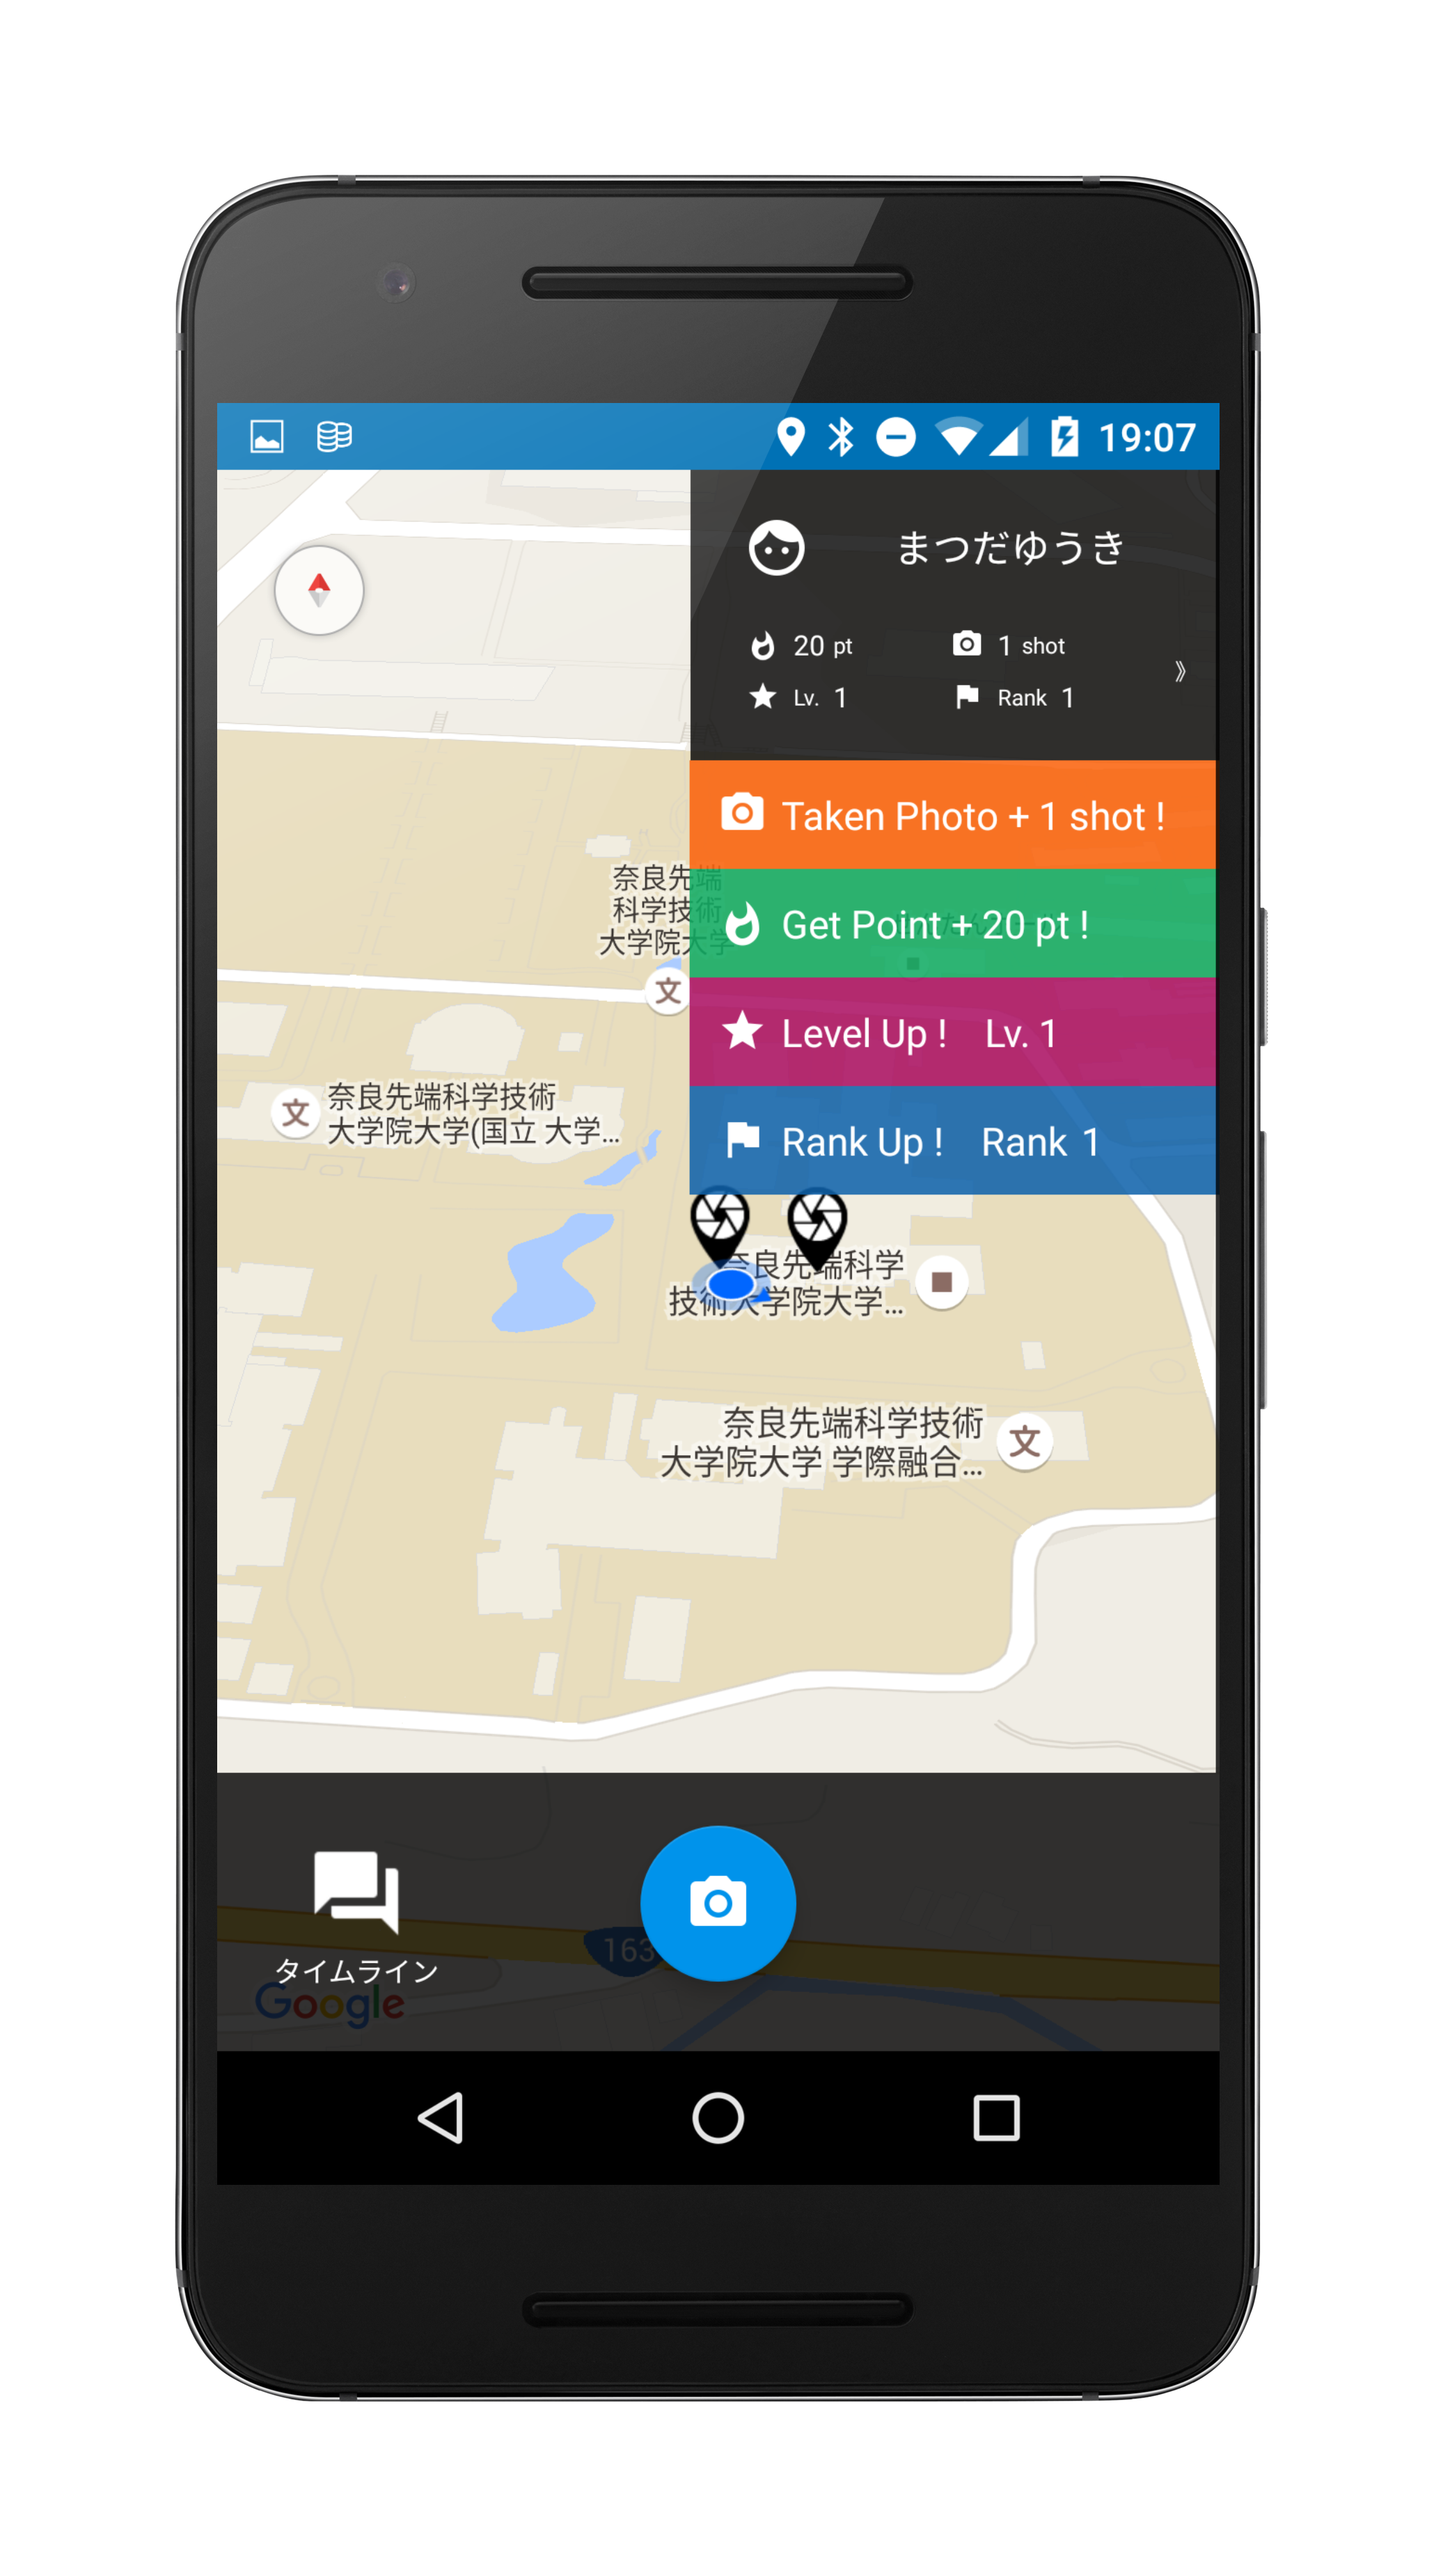 19:07
まつだゆうき
20 pt
1 shot
Lv. 1
Rank 1
》
Taken Photo + 1 shot !
Get Point + 20 pt !
Level Up ! Lv. 1
Rank Up ! Rank 1
奈良先端
科学技術
大学院大学
文
文
奈良先端科学技術
大学院大学(国立 大学...
奈良先端科学
技術大学院大学...
奈良先端科学技術
大学院大学 学際融合...
文
163
タイムライン
Google